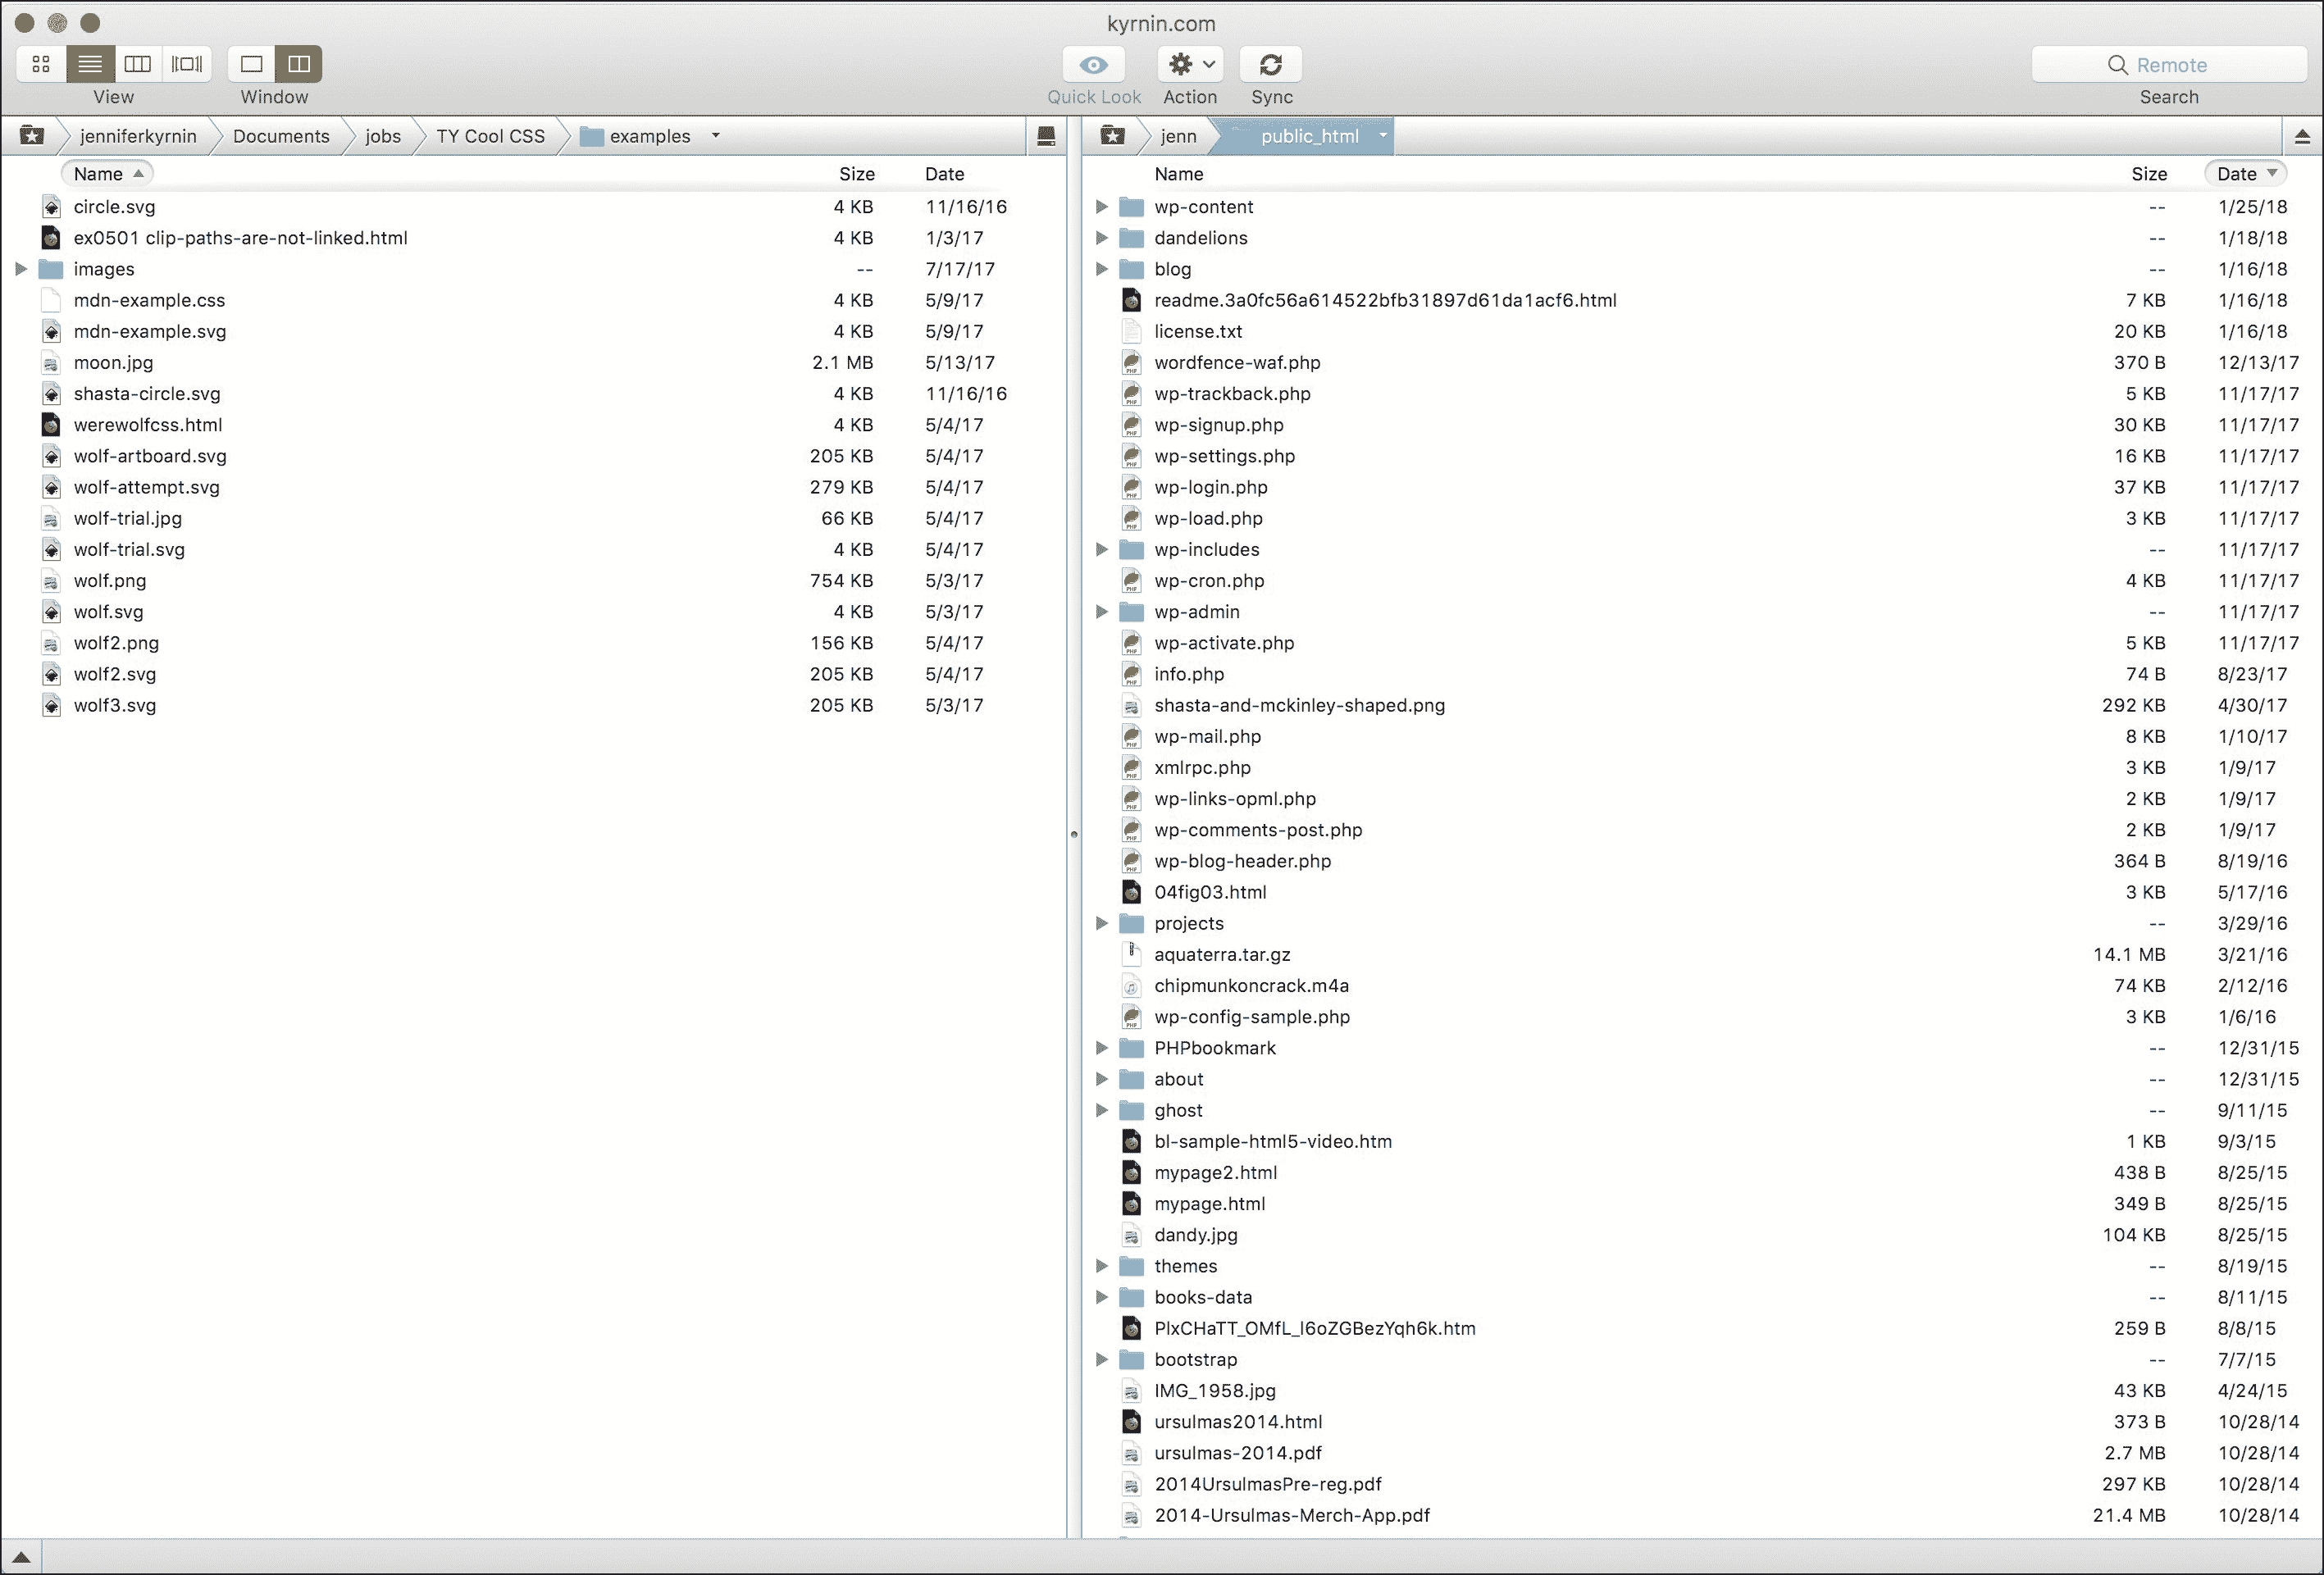 kyrnin.com
Remote
View Window Quick Look Action Sync Search
jenniferkyrnin Documents jobs TY Cool CSS examples
Name Size Date
circle.svg 4 KB 11/16/16
ex0501 clip-paths-are-not-linked.html 4 KB 1/3/17
images -- 7/17/17
mdn-example.css 4 KB 5/9/17
mdn-example.svg 4 KB 5/9/17
moon.jpg 2.1 MB 5/13/17
shasta-circle.svg 4 KB 11/16/16
werewolfcss.html 4 KB 5/4/17
wolf-artboard.svg 205 KB 5/4/17
wolf-attempt.svg 279 KB 5/4/17
wolf-trial.jpg 66 KB 5/4/17
wolf-trial.svg 4 KB 5/4/17
wolf.png 754 KB 5/3/17
wolf.svg 4 KB 5/3/17
wolf2.png 156 KB 5/4/17
wolf2.svg 205 KB 5/4/17
wolf3.svg 205 KB 5/3/17
jenn public_html
Name Size Date
wp-content -- 1/25/18
dandelions -- 1/18/18
blog -- 1/16/18
readme.3a0fc56a614522bfb31897d61da1acf6.html 7 KB 1/16/18
license.txt 20 KB 1/16/18
wordfence-waf.php 370 B 12/13/17
wp-trackback.php 5 KB 11/17/17
wp-signup.php 30 KB 11/17/17
wp-settings.php 16 KB 11/17/17
wp-login.php 37 KB 11/17/17
wp-load.php 3 KB 11/17/17
wp-includes -- 11/17/17
wp-cron.php 4 KB 11/17/17
wp-admin -- 11/17/17
wp-activate.php 5 KB 11/17/17
info.php 74 B 8/23/17
shasta-and-mckinley-shaped.png 292 KB 4/30/17
wp-mail.php 8 KB 1/10/17
xmlrpc.php 3 KB 1/9/17
wp-links-opml.php 2 KB 1/9/17
wp-comments-post.php 2 KB 1/9/17
wp-blog-header.php 364 B 8/19/16
04fig03.html 3 KB 5/17/16
projects -- 3/29/16
aquaterra.tar.gz 14.1 MB 3/21/16
chipmunkoncrack.m4a 74 KB 2/12/16
wp-config-sample.php 3 KB 1/6/16
PHPbookmark -- 12/31/15
about -- 12/31/15
ghost -- 9/11/15
bl-sample-html5-video.htm 1 KB 9/3/15
mypage2.html 438 B 8/25/15
mypage.html 349 B 8/25/15
dandy.jpg 104 KB 8/25/15
themes -- 8/19/15
books-data -- 8/11/15
PlxCHaTT_OMfL_l6oZGBezYqh6k.htm 259 B 8/8/15
bootstrap -- 7/7/15
IMG_1958.jpg 43 KB 4/24/15
ursulmas2014.html 373 B 10/28/14
ursulmas-2014.pdf 2.7 MB 10/28/14
2014UrsulmasPre-reg.pdf 297 KB 10/28/14
2014-Ursulmas-Merch-App.pdf 21.4 MB 10/28/14